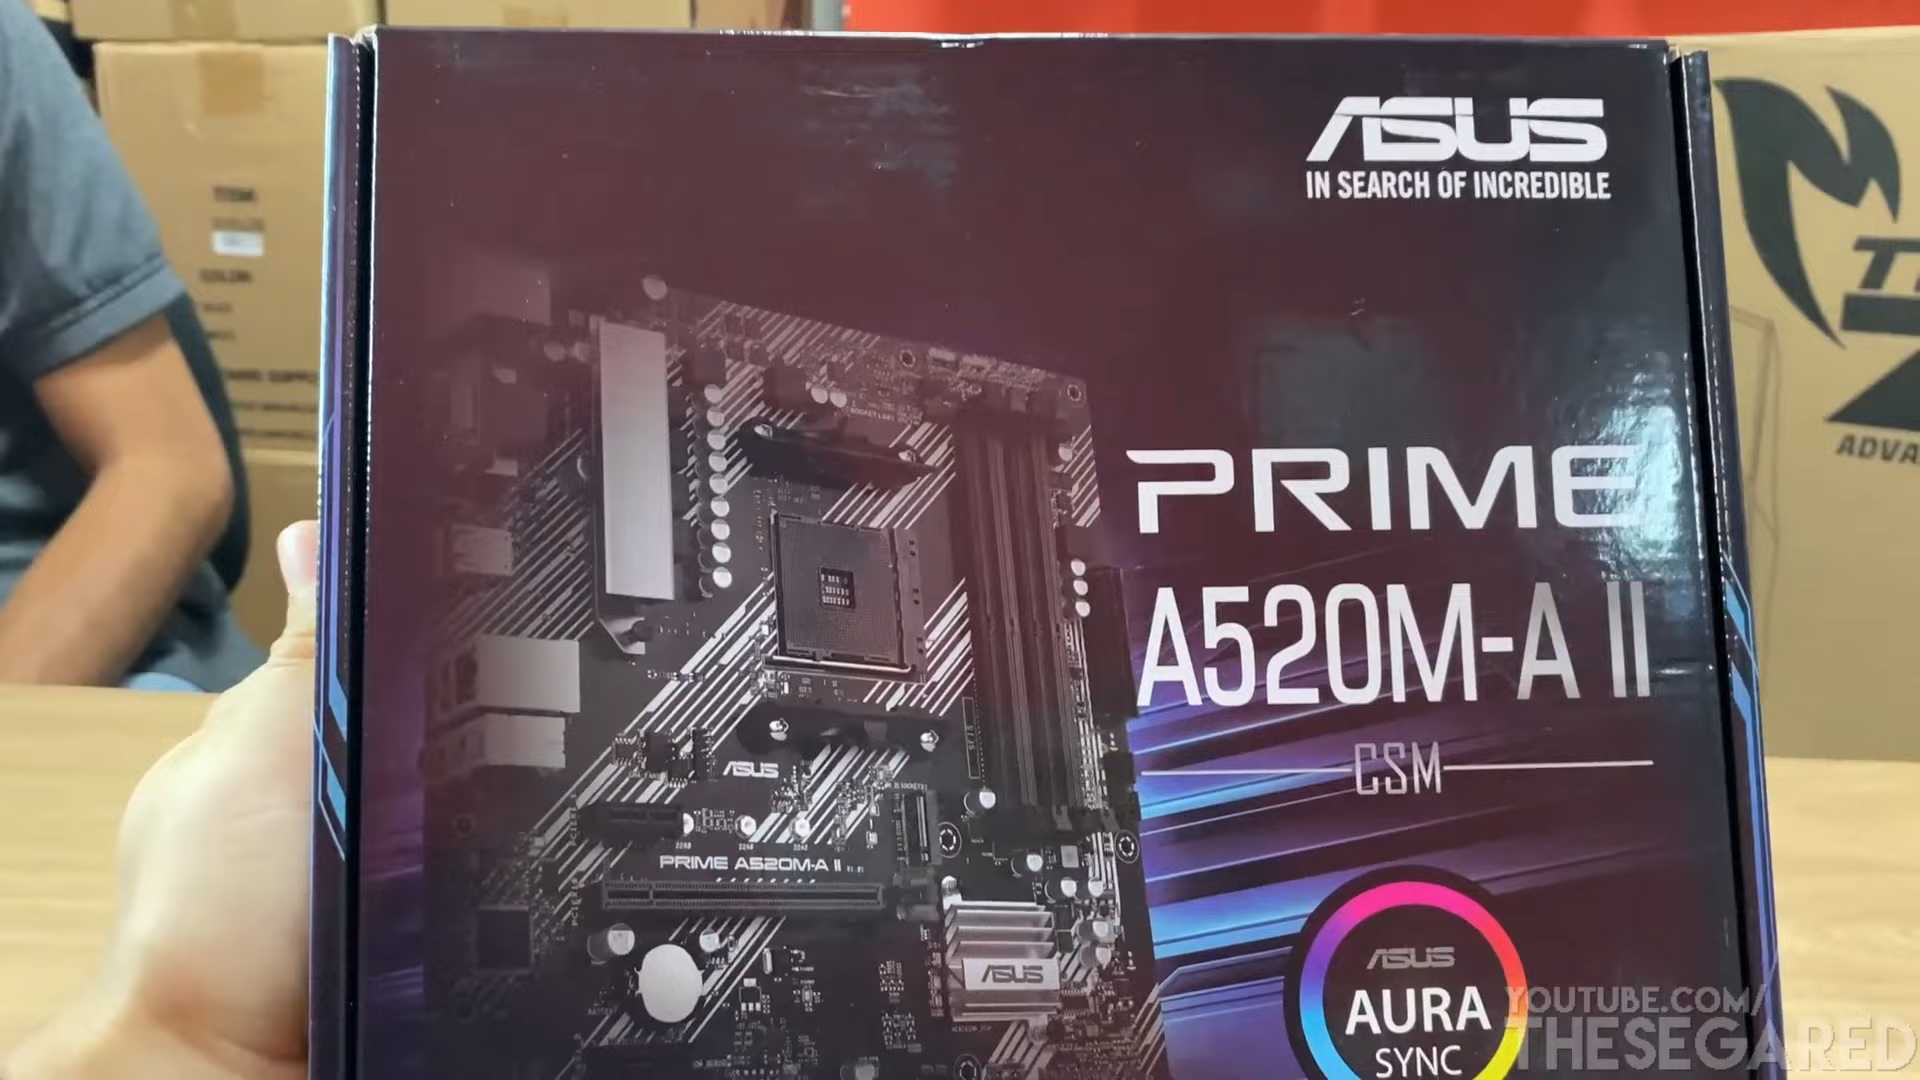 ASUS
IN SEARCH OF INCREDIBLE
PRIME
A520M-A II
CSM
ASUS
PRIME A520M-A II
ASUS
ASUS
AURA
SYNC
ADVA
YOUTUBE.COM/
THESEGARED